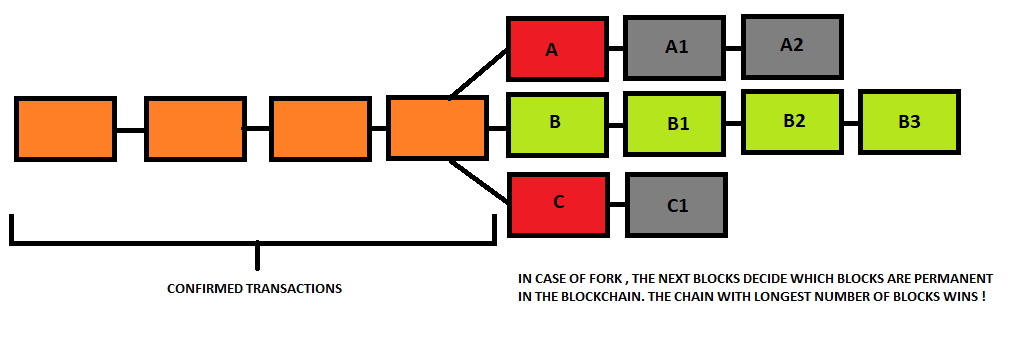 A
A1
A2
B
B1
B2
B3
C
C1
CONFIRMED TRANSACTIONS
IN CASE OF FORK , THE NEXT BLOCKS DECIDE WHICH BLOCKS ARE PERMANENT
IN THE BLOCKCHAIN. THE CHAIN WITH LONGEST NUMBER OF BLOCKS WINS !